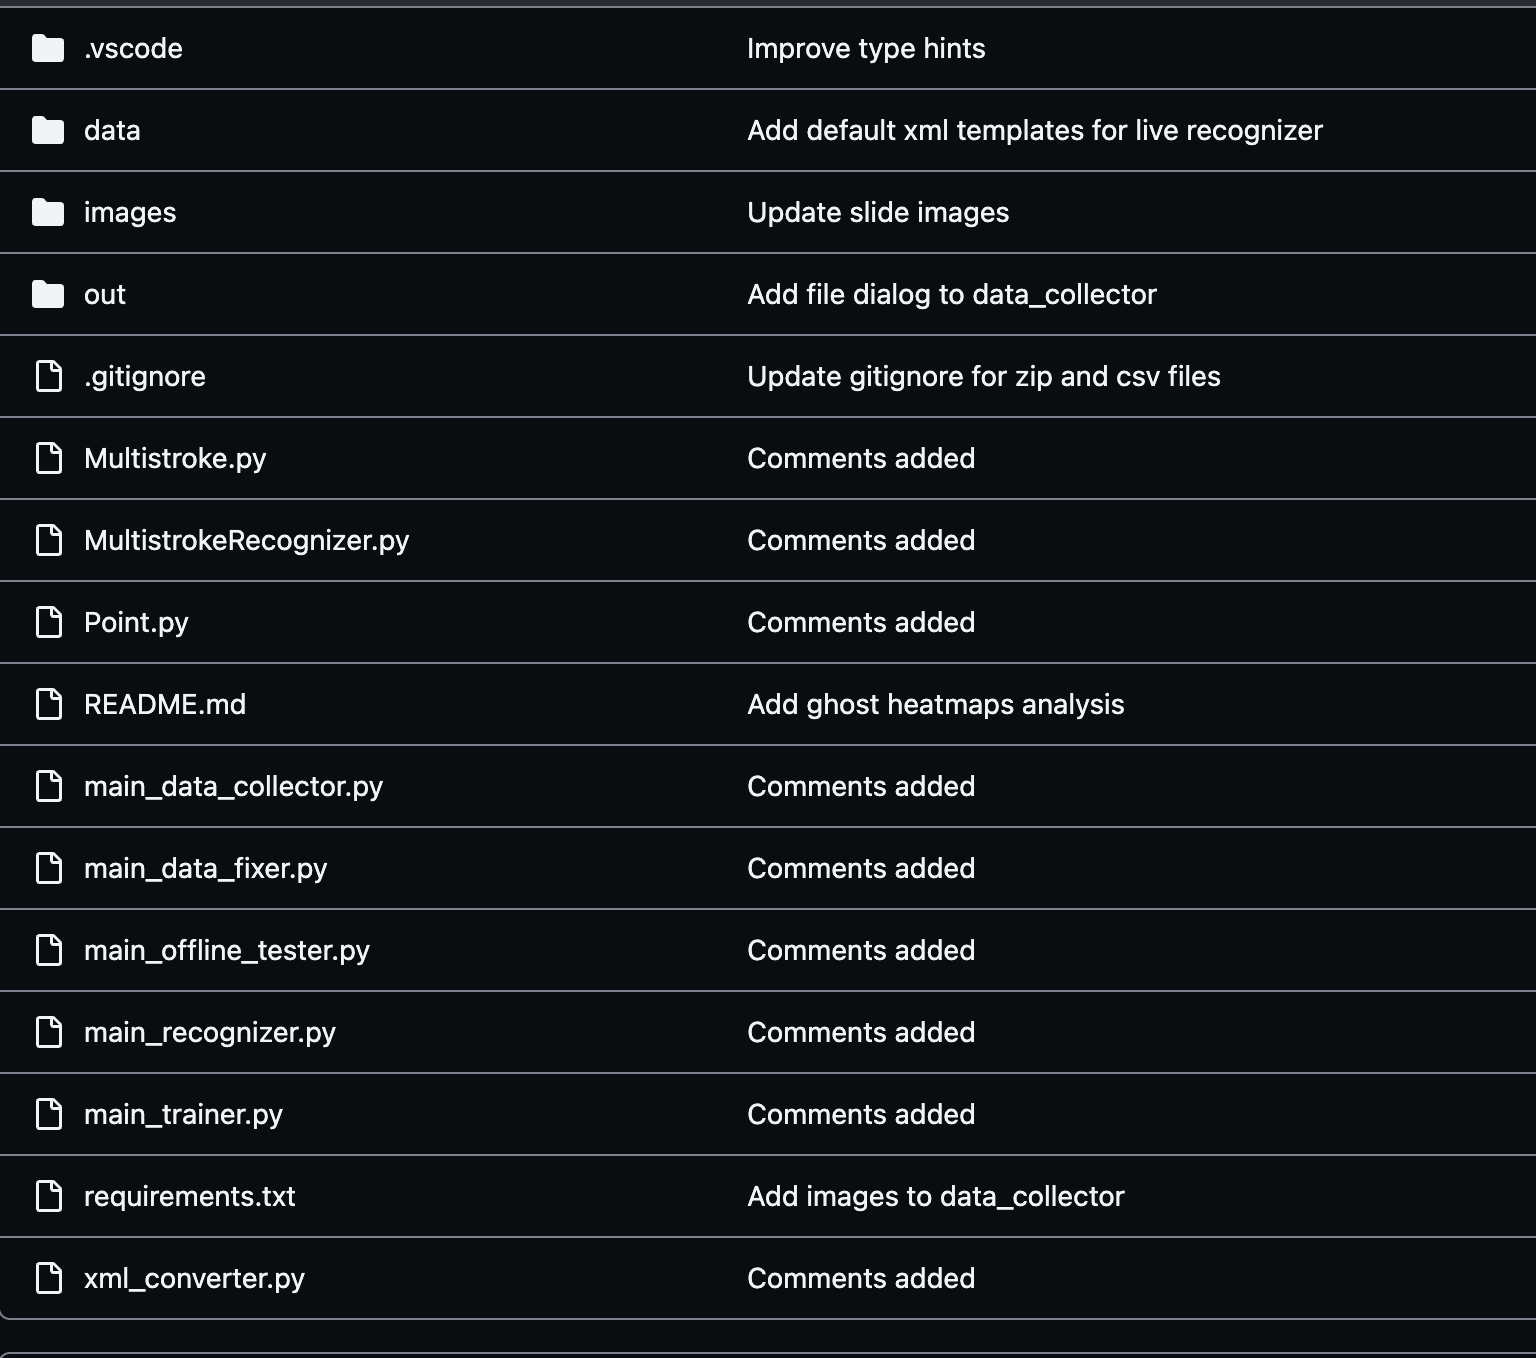 .vscode Improve type hints
data Add default xml templates for live recognizer
images Update slide images
out Add file dialog to data_collector
.gitignore Update gitignore for zip and csv files
Multistroke.py Comments added
MultistrokeRecognizer.py Comments added
Point.py Comments added
README.md Add ghost heatmaps analysis
main_data_collector.py Comments added
main_data_fixer.py Comments added
main_offline_tester.py Comments added
main_recognizer.py Comments added
main_trainer.py Comments added
requirements.txt Add images to data_collector
xml_converter.py Comments added